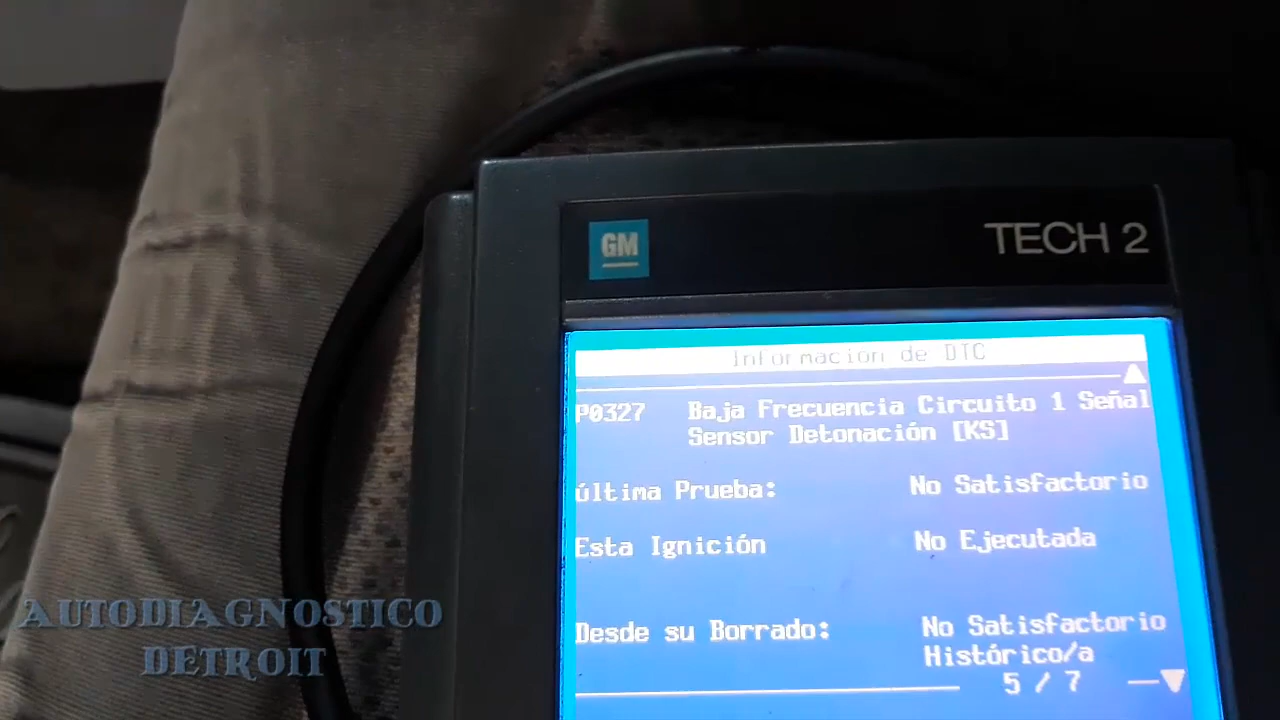 GM
TECH 2
Información de DTC
P0327 Baja Frecuencia Circuito 1 Señal
Sensor Detonación [KS]
última Prueba: No Satisfactorio
Esta Ignición No Ejecutada
Desde su Borrado: No Satisfactorio
Histórico/a
5 / 7
AUTODIAGNOSTICO
DETROIT